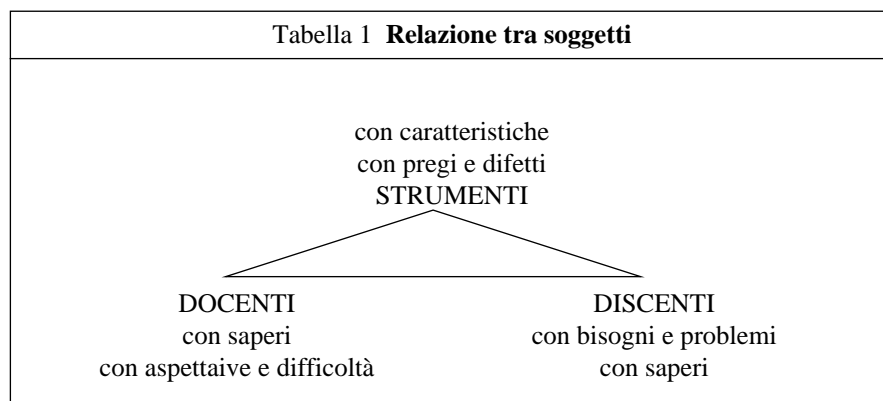 Tabella 1 Relazione tra soggetti
con caratteristiche
con pregi e difetti
STRUMENTI
DOCENTI
con saperi
con aspettaive e difficoltà
DISCENTI
con bisogni e problemi
con saperi